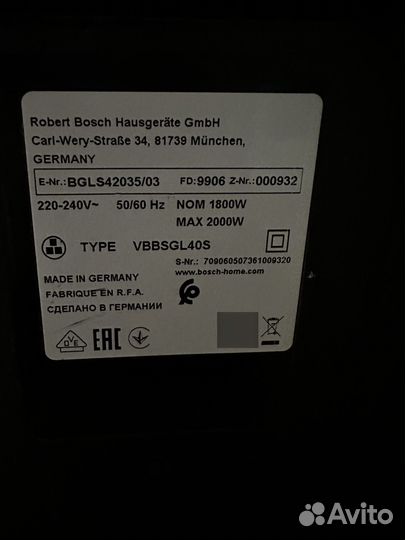 Robert Bosch Hausgeräte GmbH
Carl-Wery-Straße 34, 81739 München,
GERMANY
E-Nr.: BGLS42035/03 FD: 9906 Z-Nr.: 000932
220-240V~ 50/60 Hz NOM 1800W
MAX 2000W
TYPE VBBSGL40S
S-Nr.: 709060507361009320
www.bosch-home.com
MADE IN GERMANY
FABRIQUE EN R.F.A.
СДЕЛАНО В ГЕРМАНИИ
OVE EAC
Avito